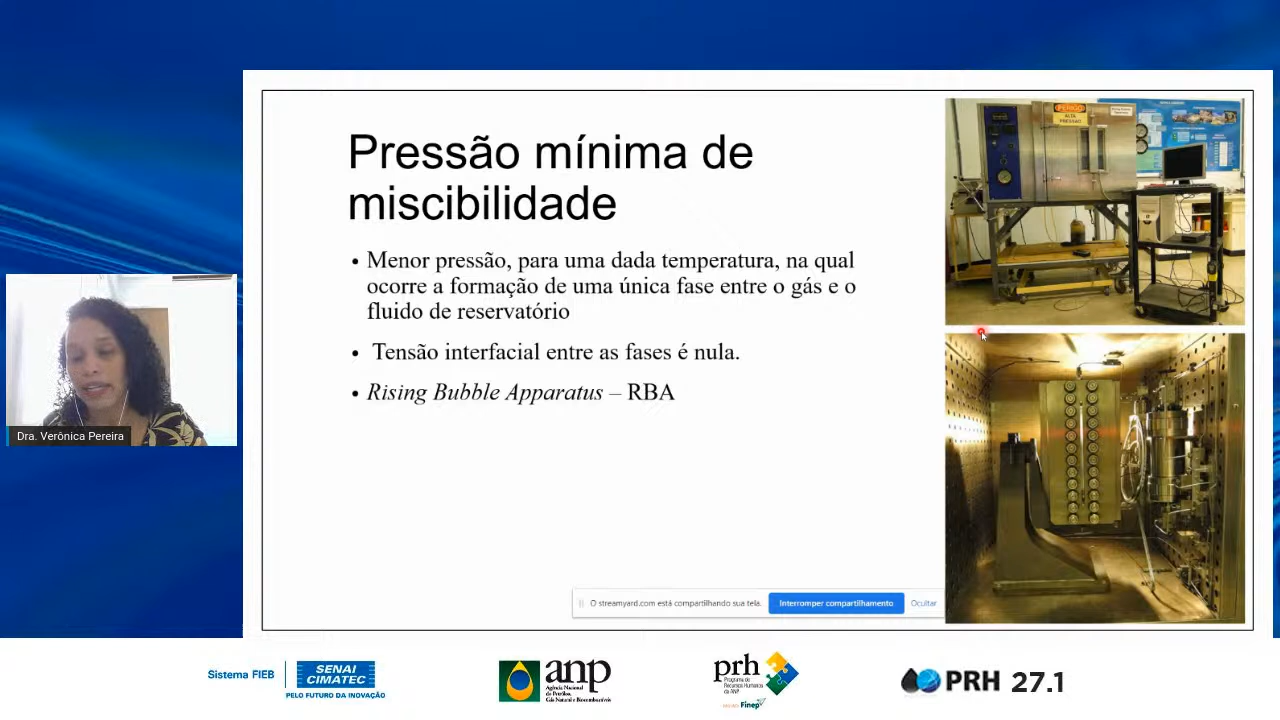 Pressão mínima de
miscibilidade
• Menor pressão, para uma dada temperatura, na qual
ocorre a formação de uma única fase entre o gás e o
fluido de reservatório
• Tensão interfacial entre as fases é nula.
• Rising Bubble Apparatus – RBA
PERIGO
ALTA
PRESSÃO
Dra. Verônica Pereira
O streamyard.com está compartilhando sua tela.
Interromper compartilhamento
Ocultar
Sistema FIEB
SENAI
CIMATEC
PELO FUTURO DA INOVAÇÃO
anp
Agência Nacional
do Petróleo,
Gás Natural e Biocombustíveis
prh
Programa de
Recursos Humanos
da ANP
Finep
PRH 27.1